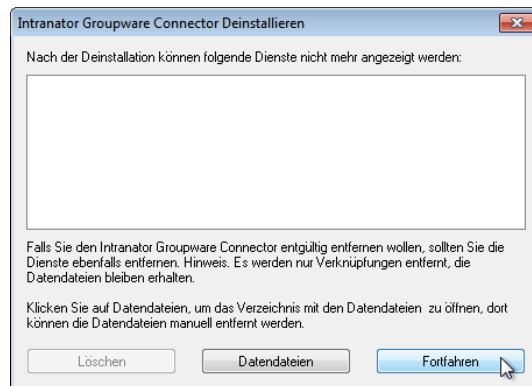 Intranator Groupware Connector Deinstallieren
Nach der Deinstallation können folgende Dienste nicht mehr angezeigt werden:
Falls Sie den Intranator Groupware Connector entgültig entfernen wollen, sollten Sie die
Dienste ebenfalls entfernen. Hinweis. Es werden nur Verknüpfungen entfernt, die
Datendateien bleiben erhalten.
Klicken Sie auf Datendateien, um das Verzeichnis mit den Datendateien zu öffnen, dort
können die Datendateien manuell entfernt werden.
Löschen
Datendateien
Fortfahren